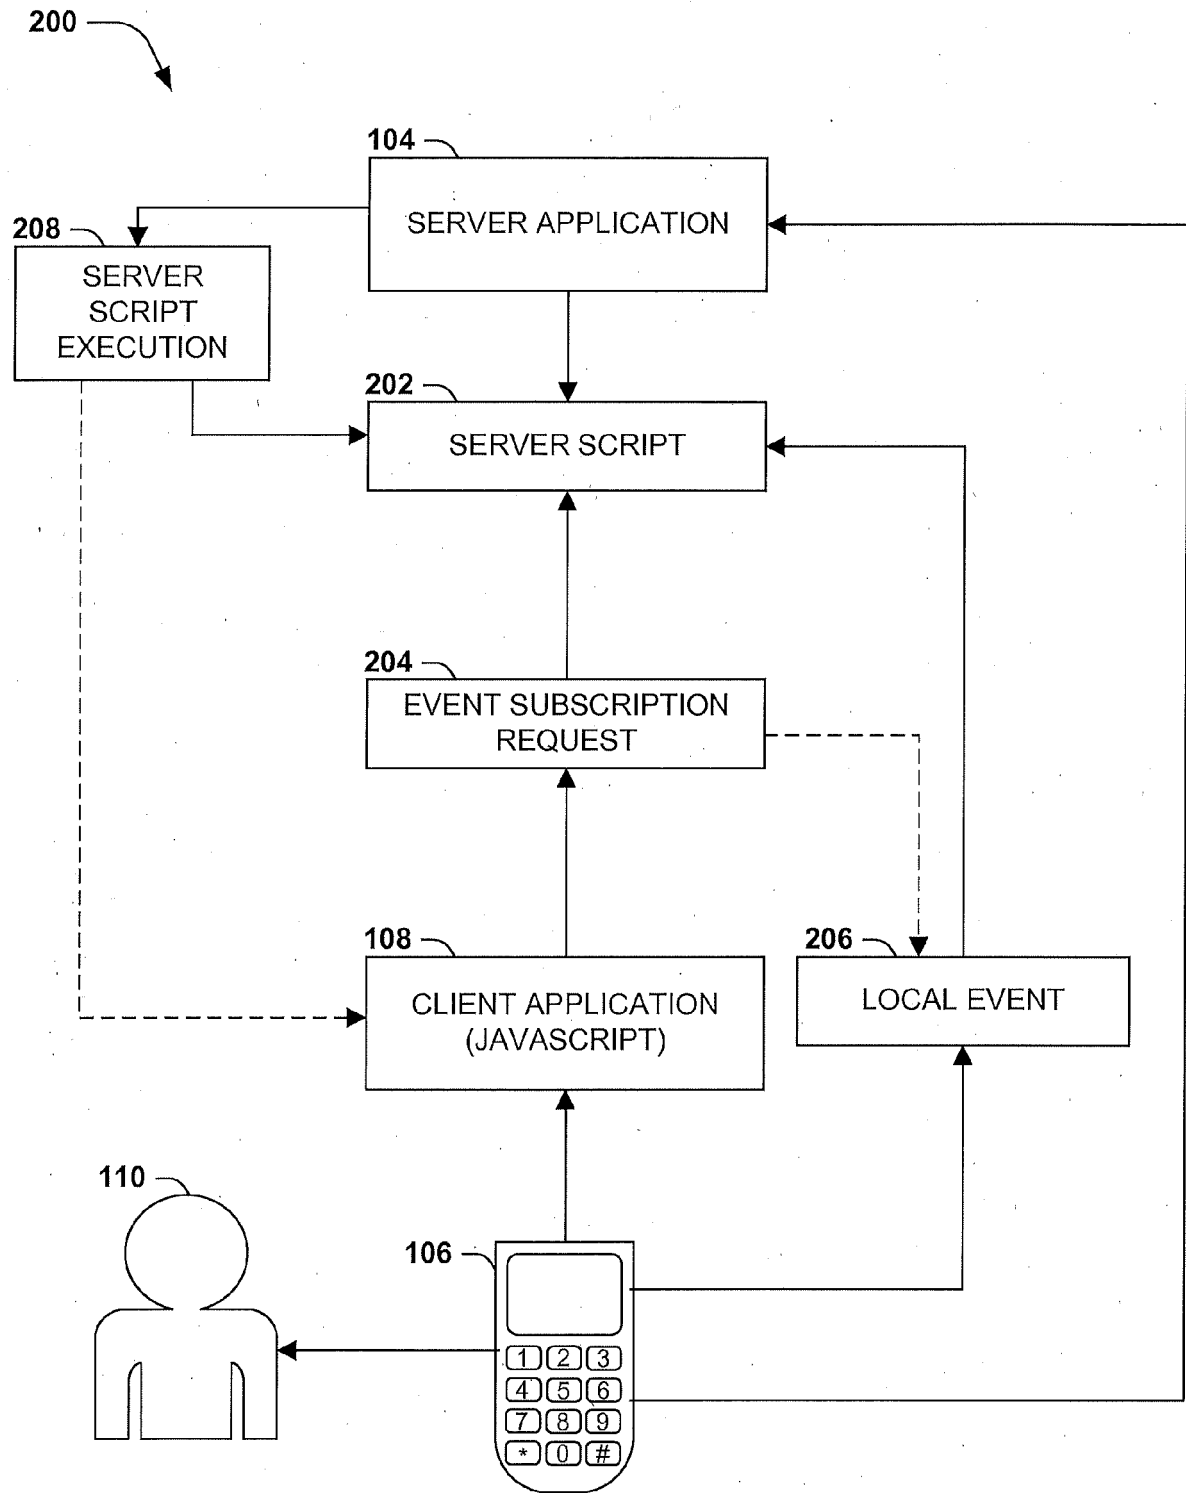 200
104
SERVER APPLICATION
208
SERVER
SCRIPT
EXECUTION
202
SERVER SCRIPT
204
EVENT SUBSCRIPTION
REQUEST
108
CLIENT APPLICATION
(JAVASCRIPT)
206
LOCAL EVENT
110
106
1 2 3
4 5 6
7 8 9
* 0 #